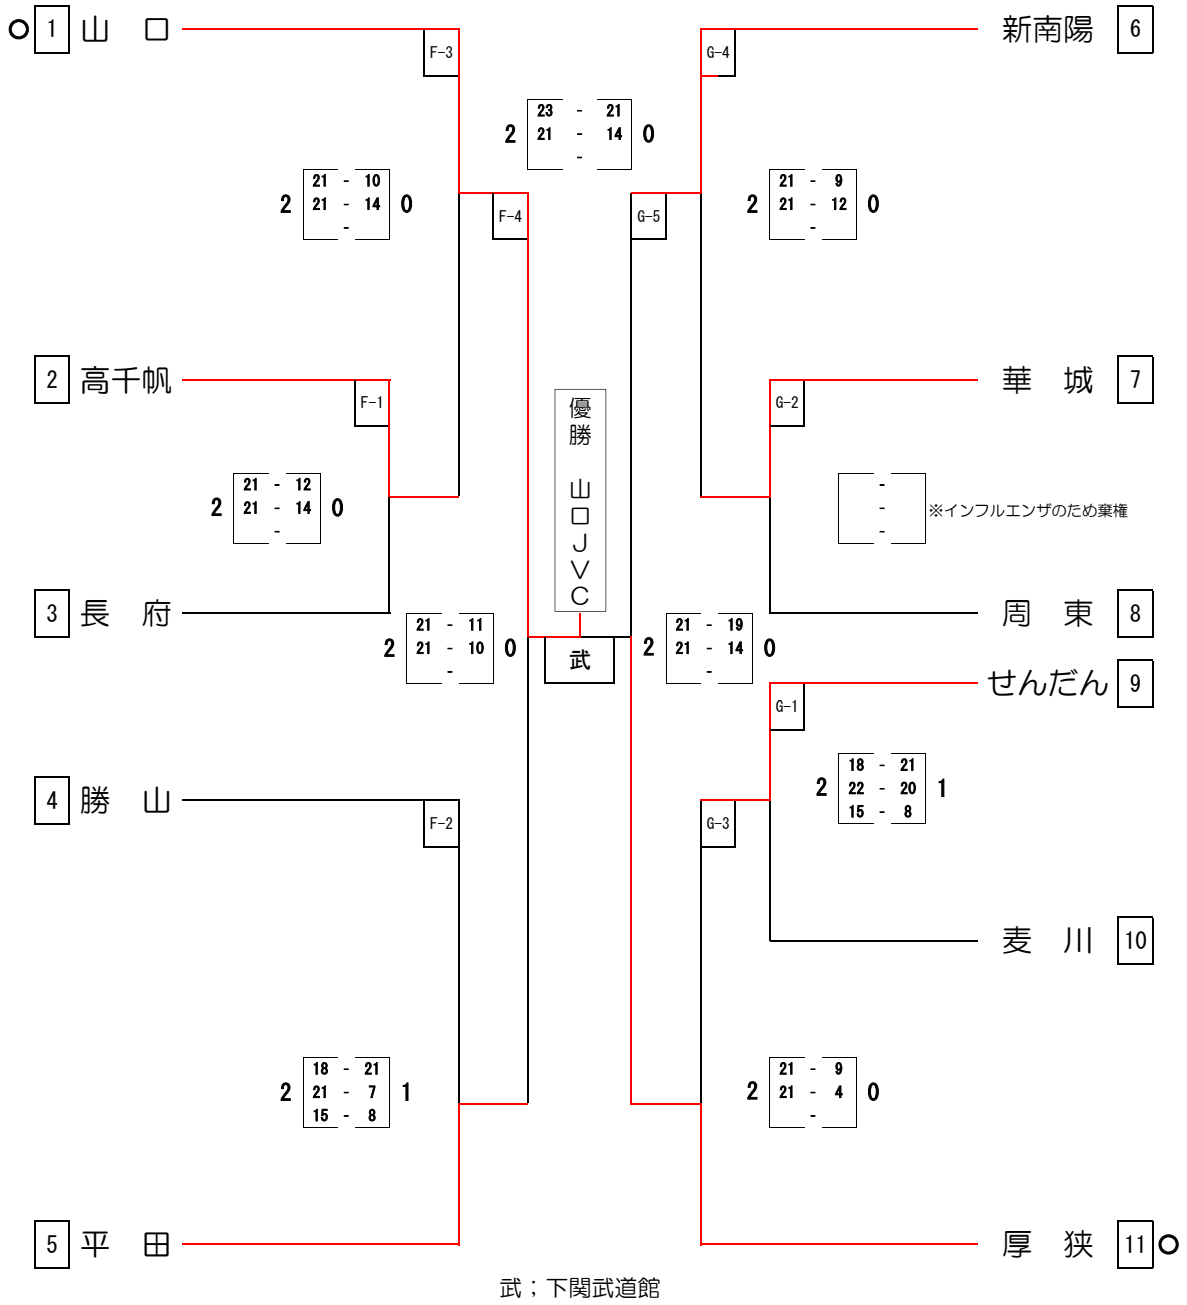 1 山 口
F-3
G-4
新南陽 6
23 - 21
2 21 - 14 0
-
21 - 10
2 21 - 14 0
-
F-4
G-5
21 - 9
2 21 - 12 0
-
2 高千帆
F-1
優勝 山口JVC
G-2
華 城 7
21 - 12
2 21 - 14 0
-
-
- ※インフルエンザのため棄権
-
3 長 府
周 東 8
21 - 11
2 21 - 10 0
-
武
21 - 19
2 21 - 14 0
-
せんだん 9
G-1
4 勝 山
F-2
G-3
18 - 21
2 22 - 20 1
15 - 8
麦 川 10
18 - 21
2 21 - 7 1
15 - 8
21 - 9
2 21 - 4 0
-
5 平 田
厚 狭 11
武；下関武道館